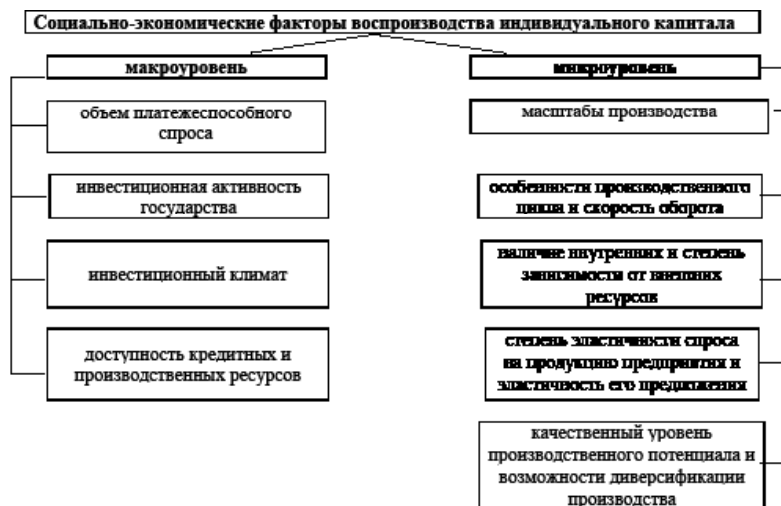 Социально-экономические факторы воспроизводства индивидуального капитала
макроуровень
объем платежеспособного
спроса
инвестиционная активность
государства
инвестиционный климат
доступность кредитных и
производственных ресурсов
микроуровень
масштабы производства
особенности производственного
цикла и скорость оборота
наличие внутренних и степень
зависимости от внешних
ресурсов
степень эластичности спроса
на продукцию предприятия и
эластичность его предложения
качественный уровень
производственного потенциала и
возможности диверсификации
производства